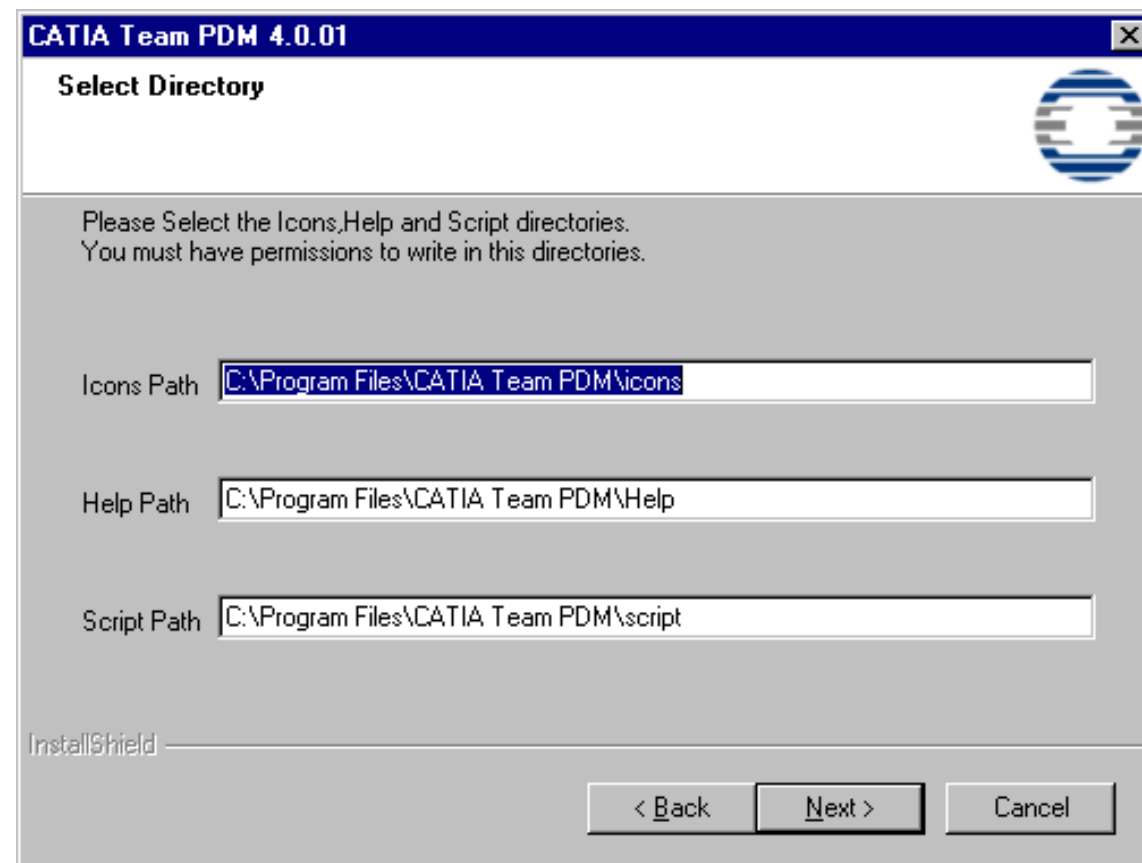 CATIA Team PDM 4.0.01
Select Directory
Please Select the Icons,Help and Script directories.
You must have permissions to write in this directories.
Icons Path C:\Program Files\CATIA Team PDM\icons
Help Path C:\Program Files\CATIA Team PDM\Help
Script Path C:\Program Files\CATIA Team PDM\script
InstallShield
< Back Next > Cancel